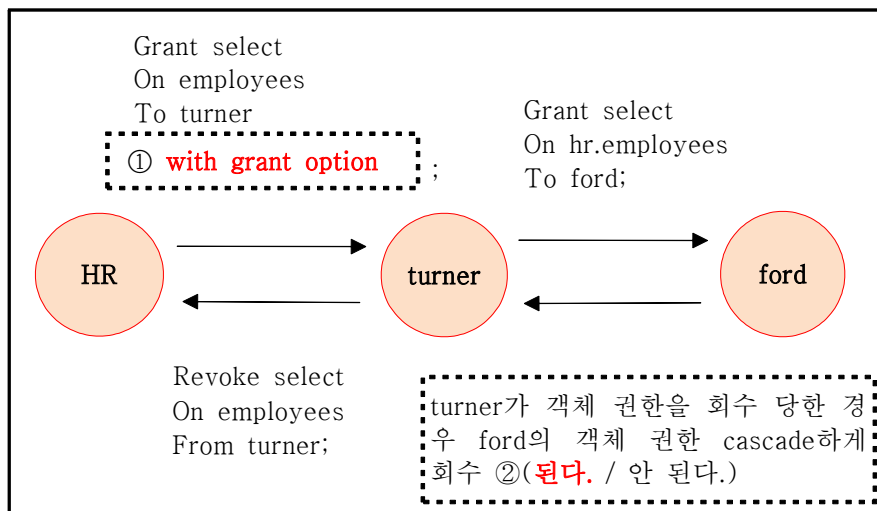 Grant select
On employees
To turner
① with grant option ;
Grant select
On hr.employees
To ford;
HR
turner
ford
Revoke select
On employees
From turner;
turner가 객체 권한을 회수 당한 경
우 ford의 객체 권한 cascade하게
회수 ②(된다. / 안 된다.)